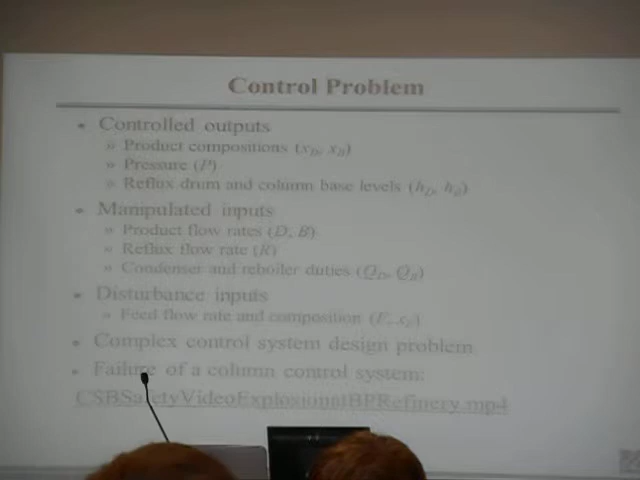 Control Problem
• Controlled outputs
» Product compositions (xD, xB)
» Pressure (P)
» Reflux drum and column base levels (hD, hB)
• Manipulated inputs
» Product flow rates (D, B)
» Reflux flow rate (R)
» Condenser and reboiler duties (QD, QB)
• Disturbance inputs
» Feed flow rate and composition (F, xF)
• Complex control system design problem
• Failure of a column control system:
CSBSafetyVideoExplosionatBPRefinery.mp4